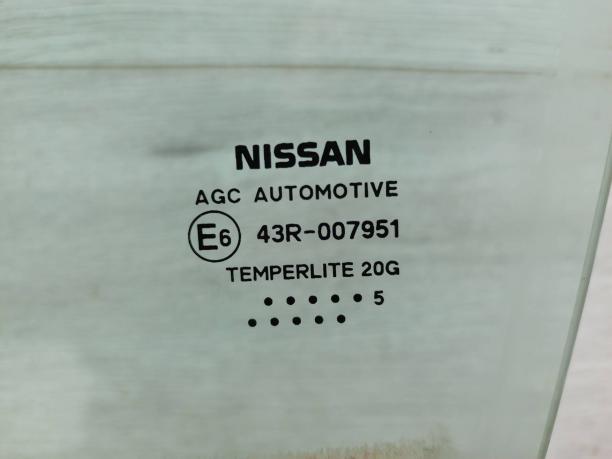 NISSAN
AGC AUTOMOTIVE
E6 43R-007951
TEMPERLITE 20G
• • • • • 5
• • • • •